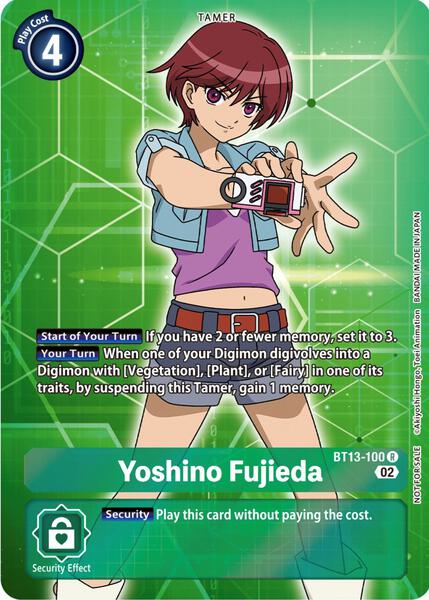 TAMER
Play Cost
4
Start of Your Turn If you have 2 or fewer memory, set it to 3.
Your Turn When one of your Digimon digivolves into a
Digimon with [Vegetation], [Plant], or [Fairy] in one of its
traits, by suspending this Tamer, gain 1 memory.
BT13-100 R
Yoshino Fujieda
02
Security Play this card without paying the cost.
Security Effect
©Akiyoshi Hongo, Toei Animation BANDAI MADE IN JAPAN
NOT FOR SALE